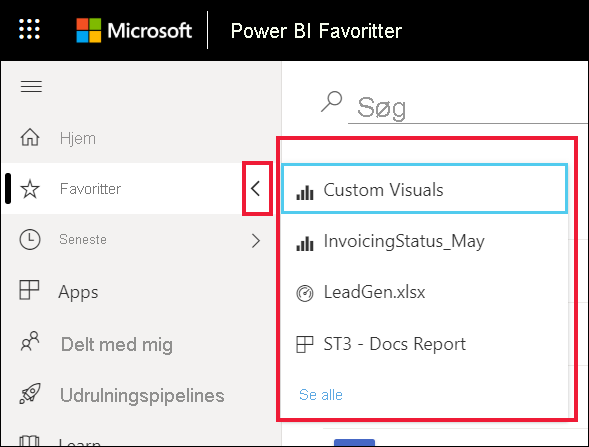 Microsoft
Power BI Favoritter
Søg
Hjem
Favoritter
Custom Visuals
Seneste
InvoicingStatus_May
Apps
LeadGen.xlsx
Delt med mig
ST3 - Docs Report
Udrulningspipelines
Se alle
Learn